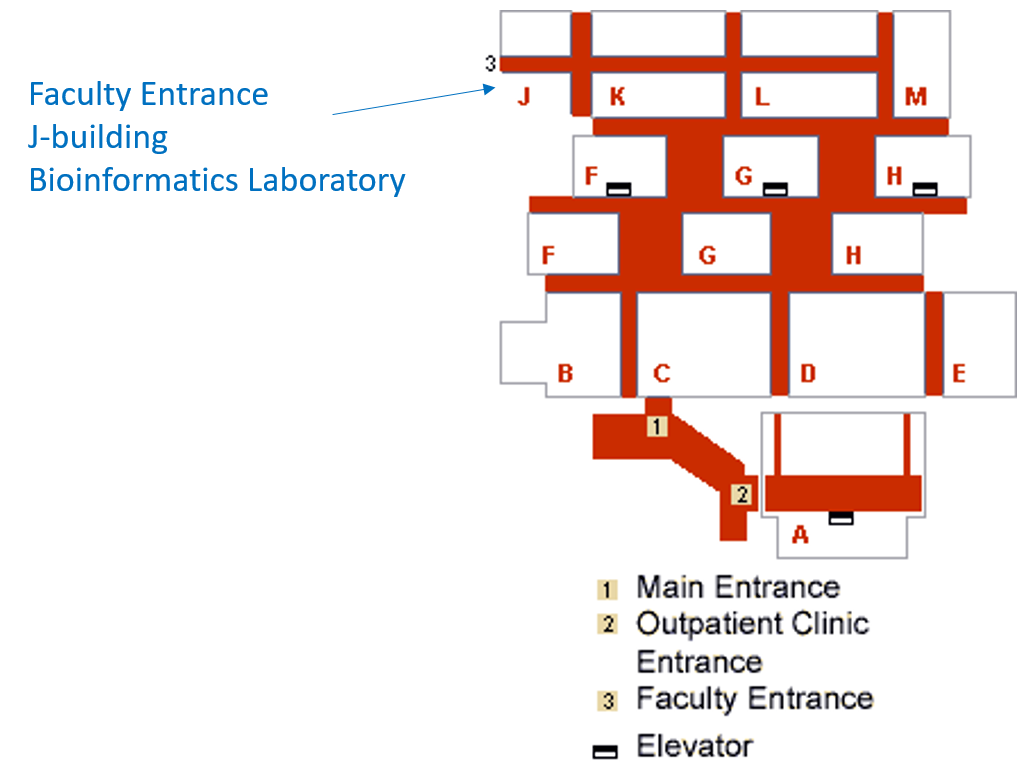 3
Faculty Entrance
J-building
Bioinformatics Laboratory
J K L M
F G H
F G H
B C D E
1
2
A
1 Main Entrance
2 Outpatient Clinic
Entrance
3 Faculty Entrance
Elevator